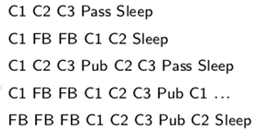 C1 C2 C3 Pass Sleep
C1 FB FB C1 C2 Sleep
C1 C2 C3 Pub C2 C3 Pass Sleep
C1 FB FB C1 C2 C3 Pub C1 ...
FB FB FB C1 C2 C3 Pub C2 Sleep